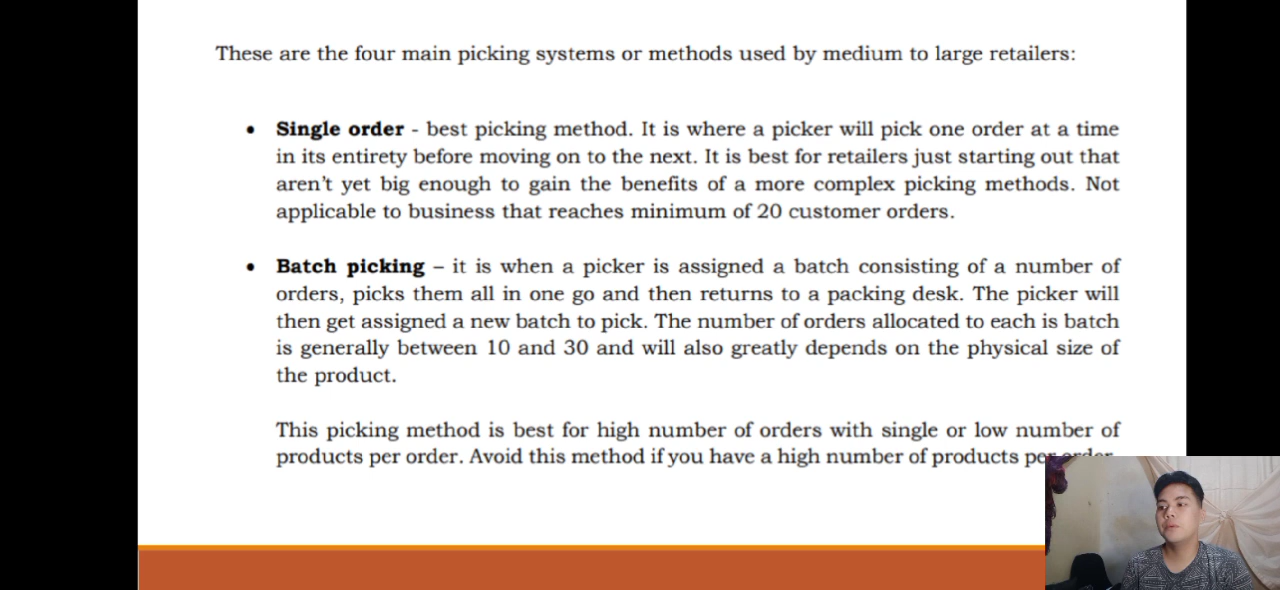 These are the four main picking systems or methods used by medium to large retailers:
• Single order - best picking method. It is where a picker will pick one order at a time
in its entirety before moving on to the next. It is best for retailers just starting out that
aren't yet big enough to gain the benefits of a more complex picking methods. Not
applicable to business that reaches minimum of 20 customer orders.
• Batch picking – it is when a picker is assigned a batch consisting of a number of
orders, picks them all in one go and then returns to a packing desk. The picker will
then get assigned a new batch to pick. The number of orders allocated to each is batch
is generally between 10 and 30 and will also greatly depends on the physical size of
the product.
This picking method is best for high number of orders with single or low number of
products per order. Avoid this method if you have a high number of products per order